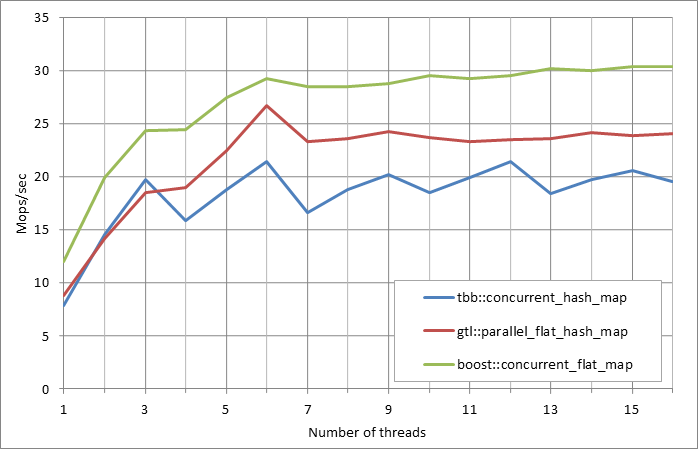 35
30
25
20
15
10
5
0
Mops/sec
tbb::concurrent_hash_map
gtl::parallel_flat_hash_map
boost::concurrent_flat_map
1 3 5 7 9 11 13 15
Number of threads